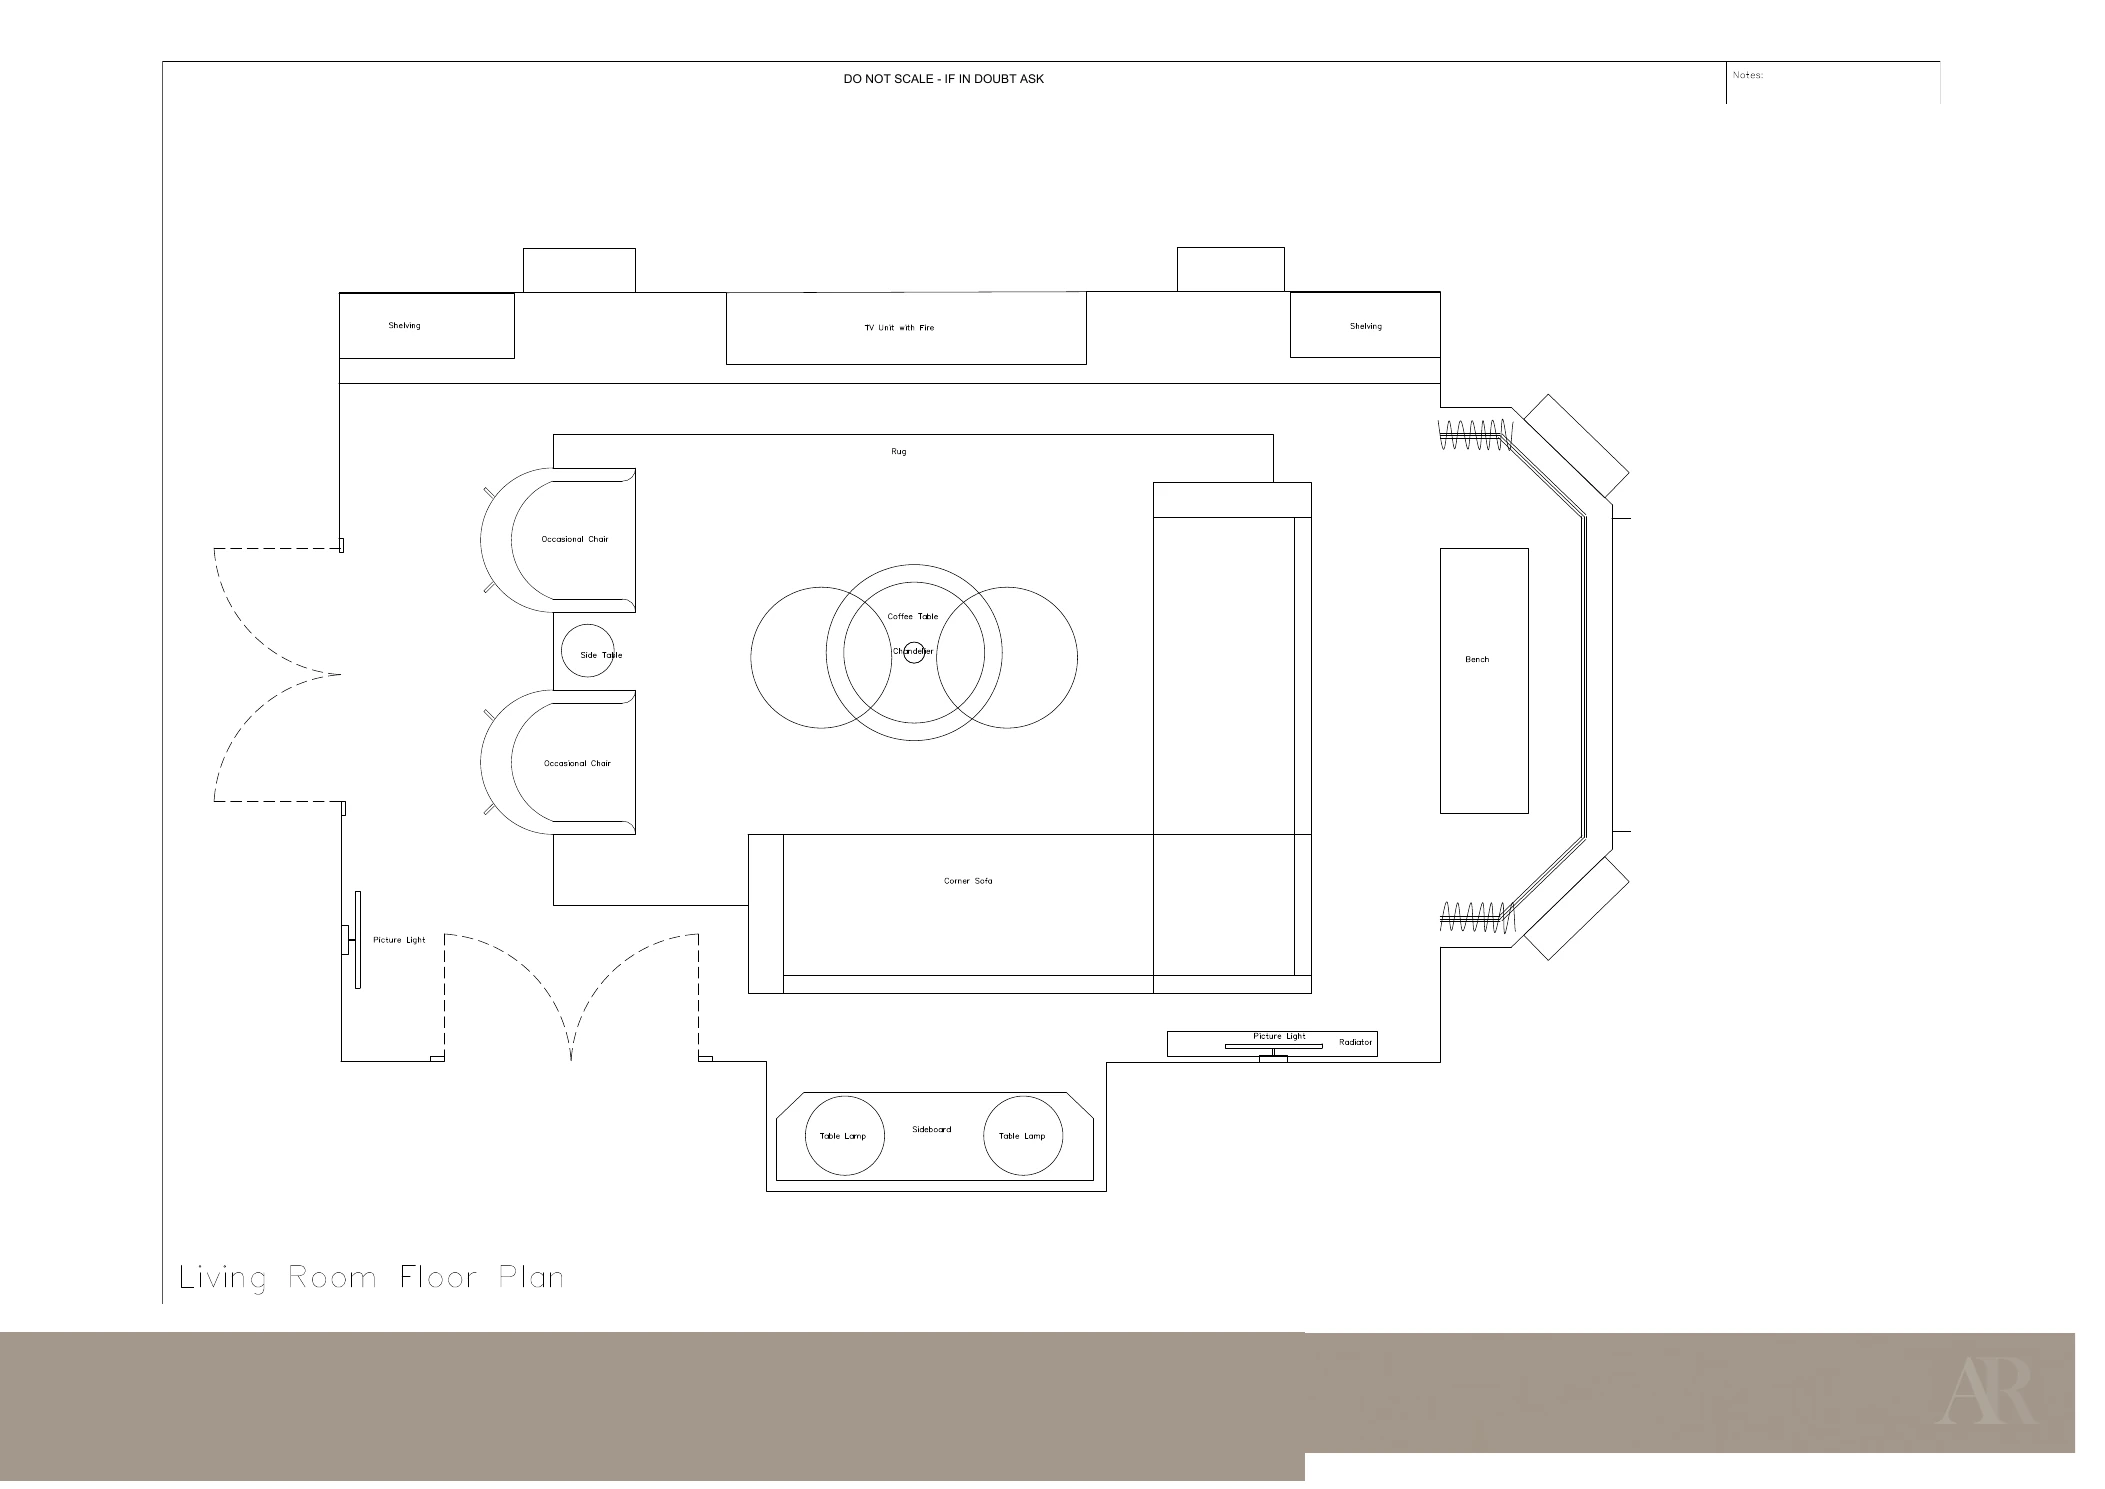 DO NOT SCALE - IF IN DOUBT ASK
Notes:
Shelving
TV Unit with Fire
Shelving
Rug
Occasional Chair
Coffee Table
Chandelier
Side Table
Bench
Occasional Chair
Corner Sofa
Picture Light
Picture Light
Radiator
Table Lamp
Sideboard
Table Lamp
Living Room Floor Plan
AR